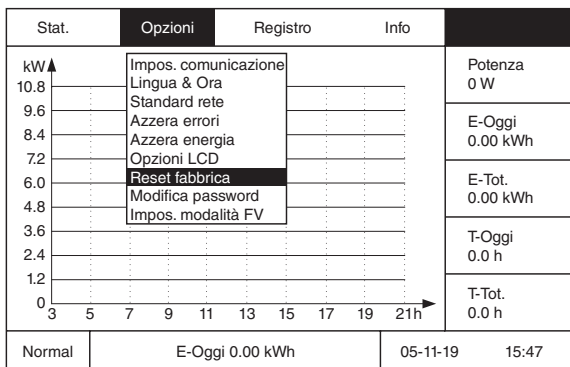 Stat. Opzioni Registro Info
kW
10.8
9.6
8.4
7.2
6.0
4.8
3.6
2.4
1.2
0
3 5 7 9 11 13 15 17 19 21h
Impos. comunicazione
Lingua & Ora
Standard rete
Azzera errori
Azzera energia
Opzioni LCD
Reset fabbrica
Modifica password
Impos. modalità FV
Potenza
0 W
E-Oggi
0.00 kWh
E-Tot.
0.00 kWh
T-Oggi
0.0 h
T-Tot.
0.0 h
Normal E-Oggi 0.00 kWh 05-11-19 15:47